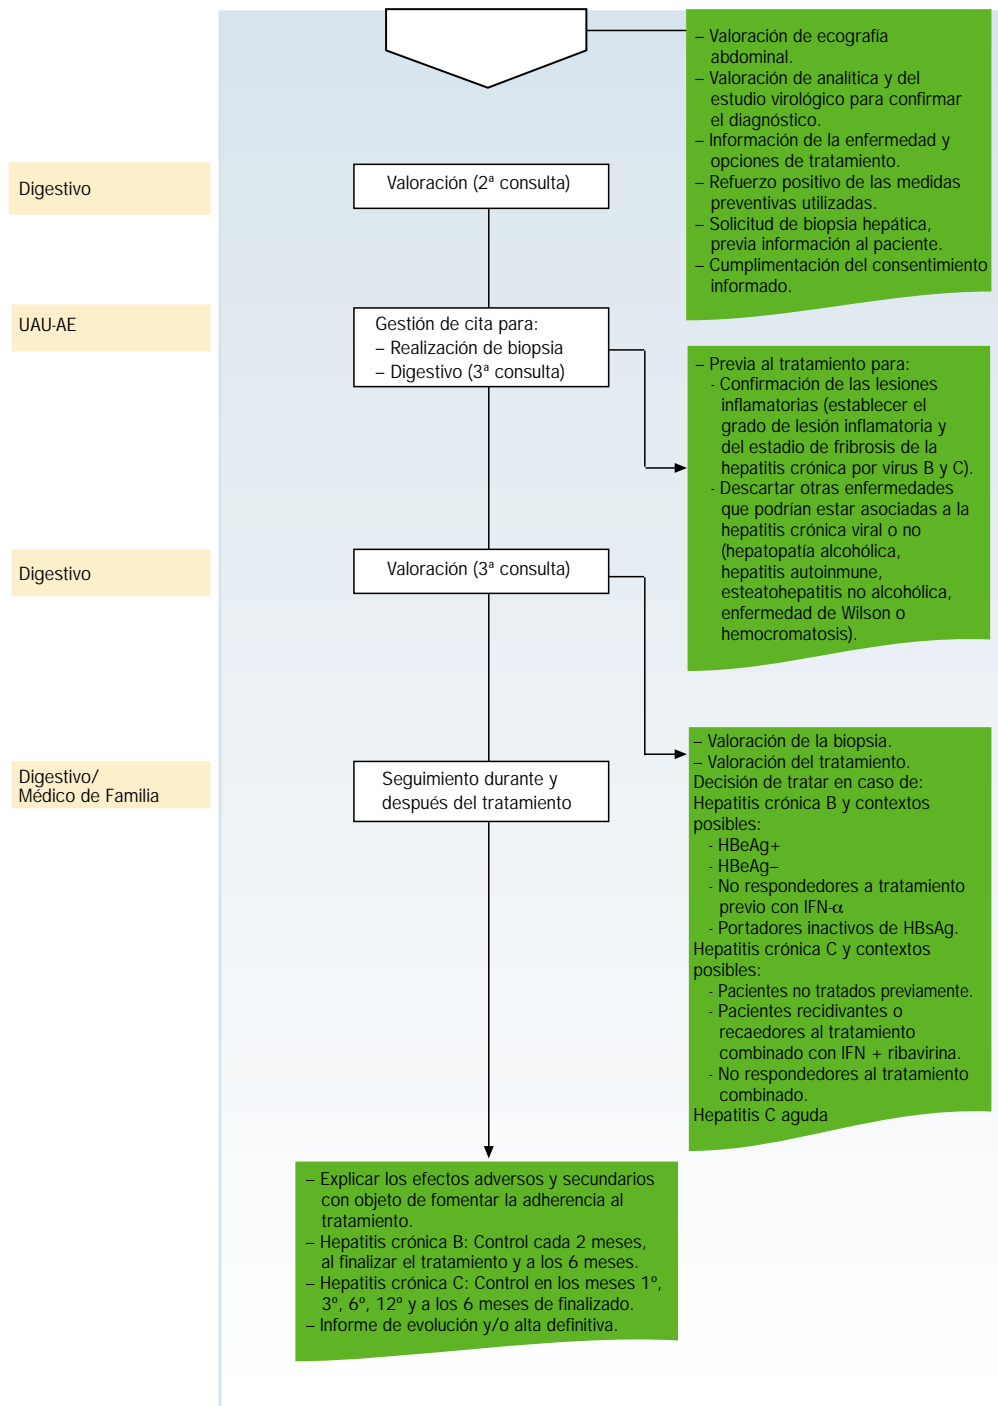 – Valoración de ecografía
abdominal.
– Valoración de analítica y del
estudio virológico para confirmar
el diagnóstico.
– Información de la enfermedad y
opciones de tratamiento.
– Refuerzo positivo de las medidas
preventivas utilizadas.
– Solicitud de biopsia hepática,
previa información al paciente.
– Cumplimentación del consentimiento
informado.
Digestivo
Valoración (2ª consulta)
UAU-AE
Gestión de cita para:
– Realización de biopsia
– Digestivo (3ª consulta)
– Previa al tratamiento para:
- Confirmación de las lesiones
inflamatorias (establecer el
grado de lesión inflamatoria y
del estadio de fribrosis de la
hepatitis crónica por virus B y C).
- Descartar otras enfermedades
que podrían estar asociadas a la
hepatitis crónica viral o no
(hepatopatía alcohólica,
hepatitis autoinmune,
esteatohepatitis no alcohólica,
enfermedad de Wilson o
hemocromatosis).
Digestivo
Valoración (3ª consulta)
– Valoración de la biopsia.
– Valoración del tratamiento.
Decisión de tratar en caso de:
Hepatitis crónica B y contextos
posibles:
- HBeAg+
- HBeAg–
- No respondedores a tratamiento
previo con IFN-α
- Portadores inactivos de HBsAg.
Hepatitis crónica C y contextos
posibles:
- Pacientes no tratados previamente.
- Pacientes recidivantes o
recaedores al tratamiento
combinado con IFN + ribavirina.
- No respondedores al tratamiento
combinado.
Hepatitis C aguda
Digestivo/
Médico de Familia
Seguimiento durante y
después del tratamiento
– Explicar los efectos adversos y secundarios
con objeto de fomentar la adherencia al
tratamiento.
– Hepatitis crónica B: Control cada 2 meses,
al finalizar el tratamiento y a los 6 meses.
– Hepatitis crónica C: Control en los meses 1º,
3º, 6º, 12º y a los 6 meses de finalizado.
– Informe de evolución y/o alta definitiva.